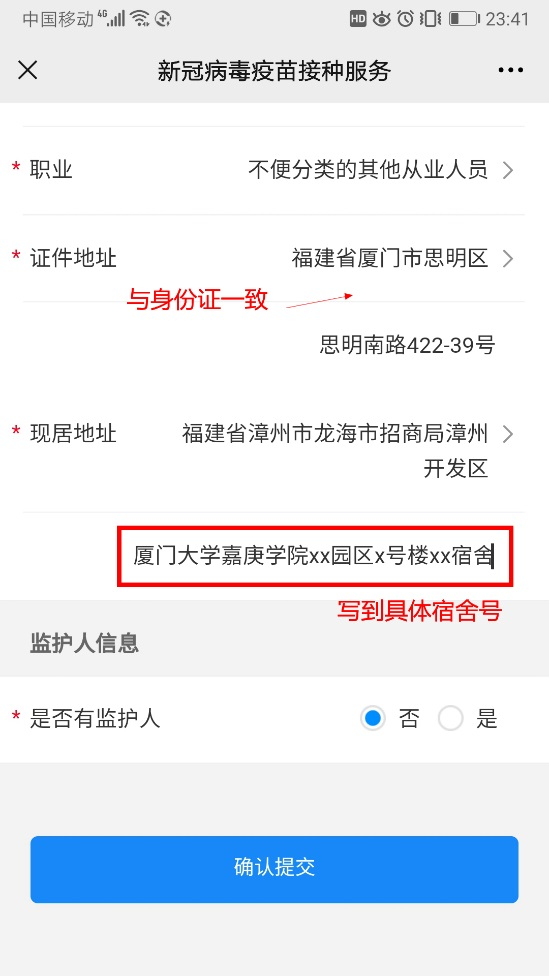 中国移动 4G HD 23:41
新冠病毒疫苗接种服务
* 职业 不便分类的其他从业人员
* 证件地址 福建省厦门市思明区
与身份证一致
思明南路422-39号
* 现居地址 福建省漳州市龙海市招商局漳州
开发区
厦门大学嘉庚学院xx园区x号楼xx宿舍
写到具体宿舍号
监护人信息
* 是否有监护人 否 是
确认提交